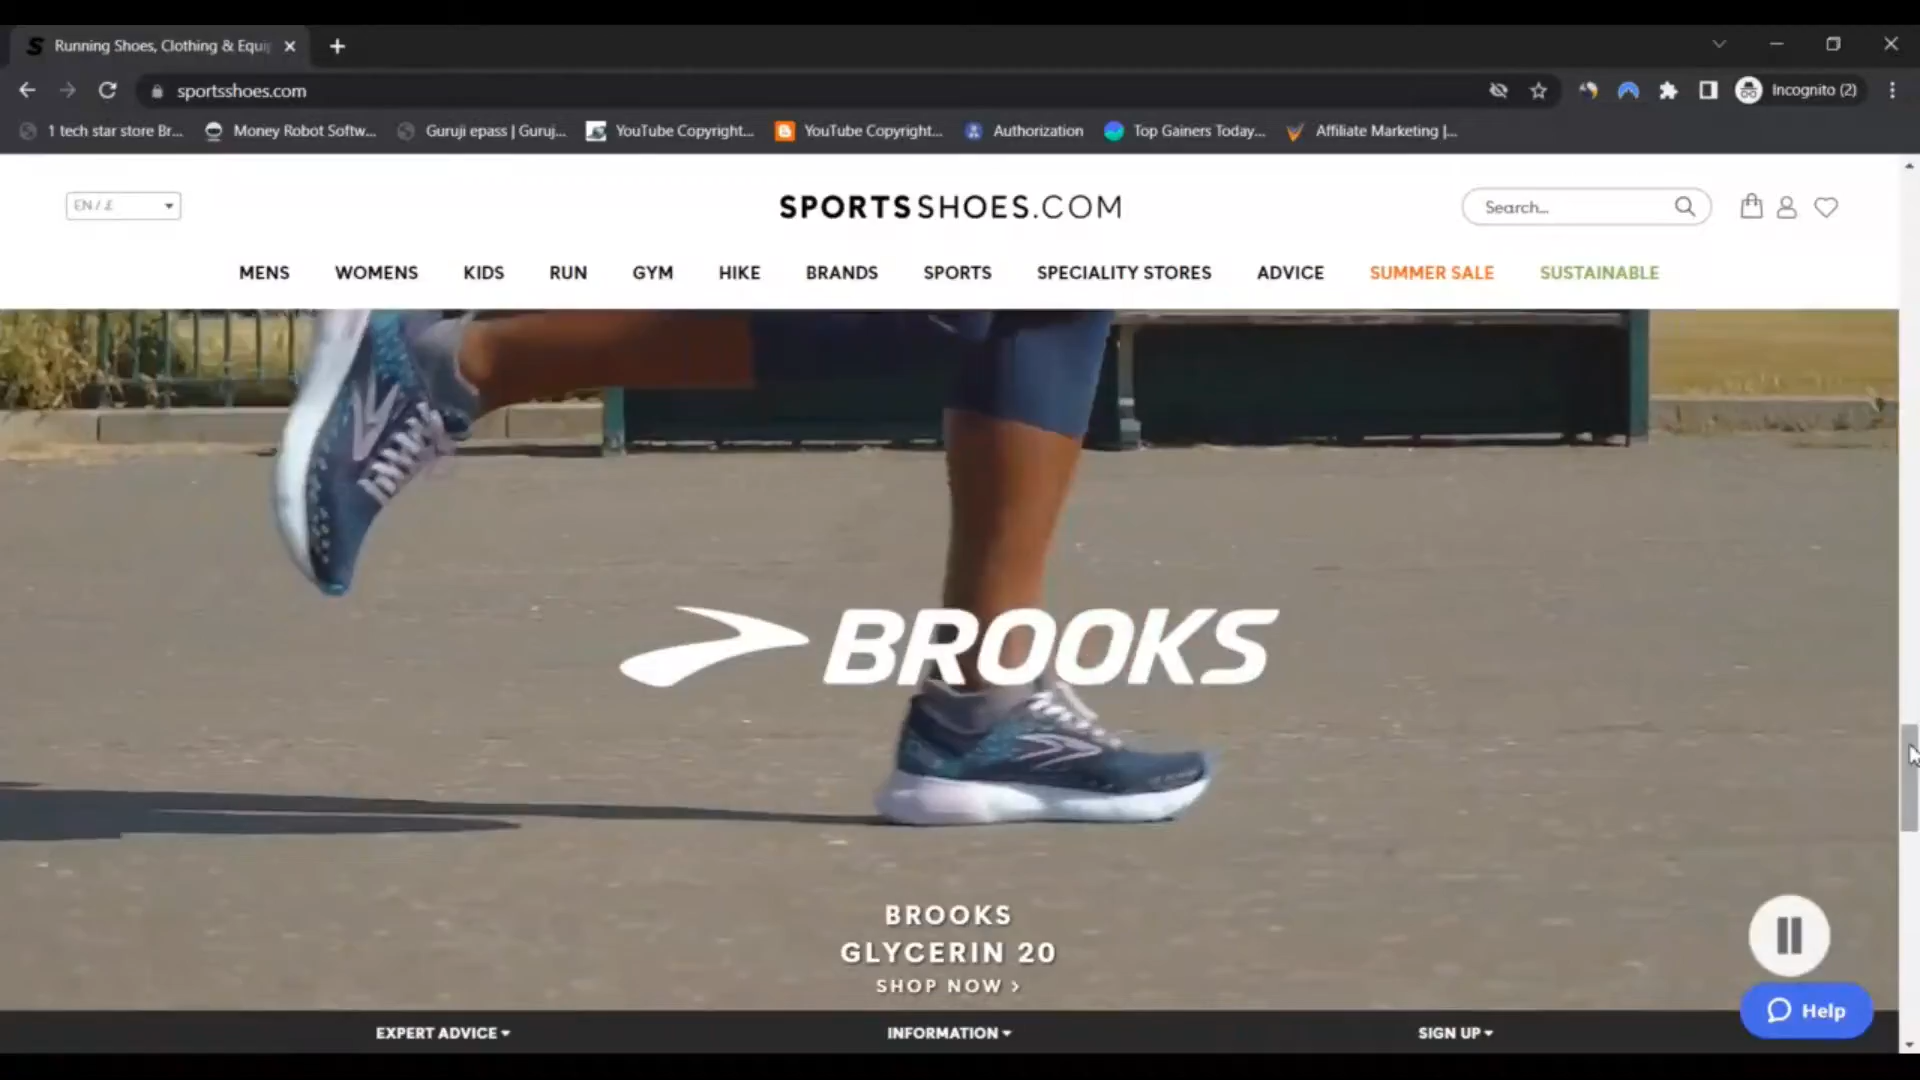 Running Shoes, Clothing & Equip
sportsshoes.com
Incognito (2)
1 tech star store Br...
Money Robot Softw...
Guruji epass | Guruj...
YouTube Copyright...
YouTube Copyright...
Authorization
Top Gainers Today...
Affiliate Marketing |...
EN / £
SPORTSSHOES.COM
Search...
MENS
WOMENS
KIDS
RUN
GYM
HIKE
BRANDS
SPORTS
SPECIALITY STORES
ADVICE
SUMMER SALE
SUSTAINABLE
BROOKS
BROOKS
GLYCERIN 20
SHOP NOW >
Help
EXPERT ADVICE
INFORMATION
SIGN UP